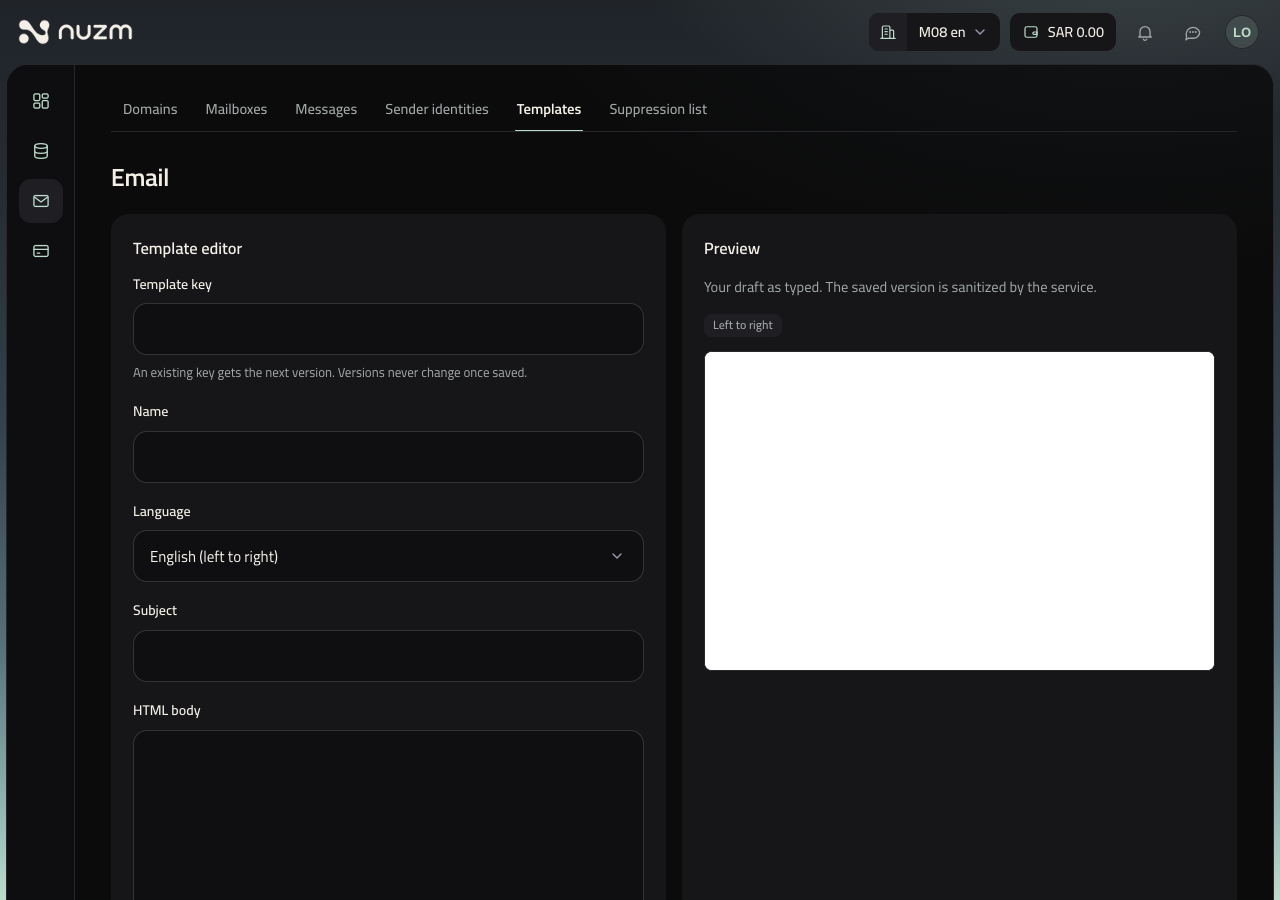 nuzm
M08 en
SAR 0.00
LO
Domains
Mailboxes
Messages
Sender identities
Templates
Suppression list
Email
Template editor
Template key
An existing key gets the next version. Versions never change once saved.
Name
Language
English (left to right)
Subject
HTML body
Preview
Your draft as typed. The saved version is sanitized by the service.
Left to right